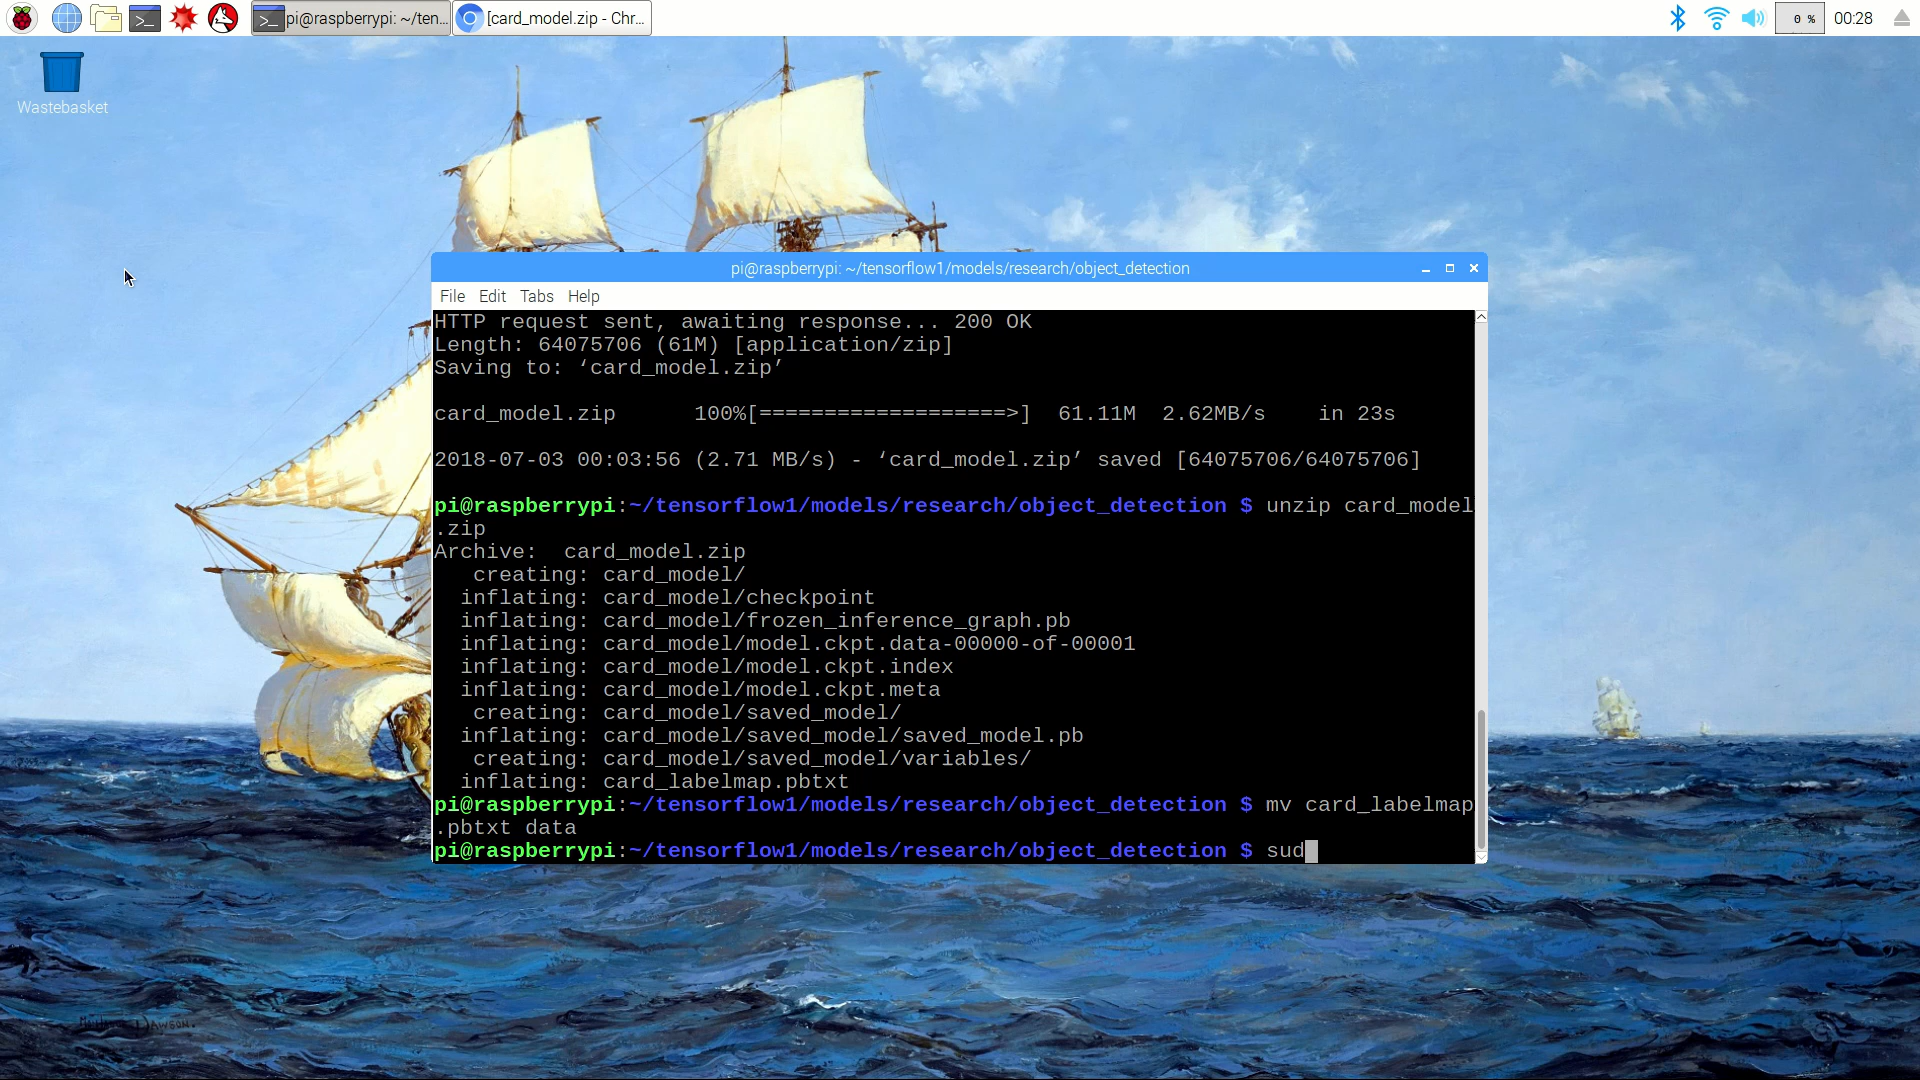 pi@raspberrypi: ~/ten...
[card_model.zip - Chr...
0 %
00:28
Wastebasket
pi@raspberrypi: ~/tensorflow1/models/research/object_detection
File Edit Tabs Help
HTTP request sent, awaiting response... 200 OK
Length: 64075706 (61M) [application/zip]
Saving to: ‘card_model.zip’
card_model.zip 100%[===================>] 61.11M 2.62MB/s in 23s
2018-07-03 00:03:56 (2.71 MB/s) - ‘card_model.zip’ saved [64075706/64075706]
pi@raspberrypi:~/tensorflow1/models/research/object_detection $ unzip card_model
.zip
Archive: card_model.zip
creating: card_model/
inflating: card_model/checkpoint
inflating: card_model/frozen_inference_graph.pb
inflating: card_model/model.ckpt.data-00000-of-00001
inflating: card_model/model.ckpt.index
inflating: card_model/model.ckpt.meta
creating: card_model/saved_model/
inflating: card_model/saved_model/saved_model.pb
creating: card_model/saved_model/variables/
inflating: card_labelmap.pbtxt
pi@raspberrypi:~/tensorflow1/models/research/object_detection $ mv card_labelmap
.pbtxt data
pi@raspberrypi:~/tensorflow1/models/research/object_detection $ sud